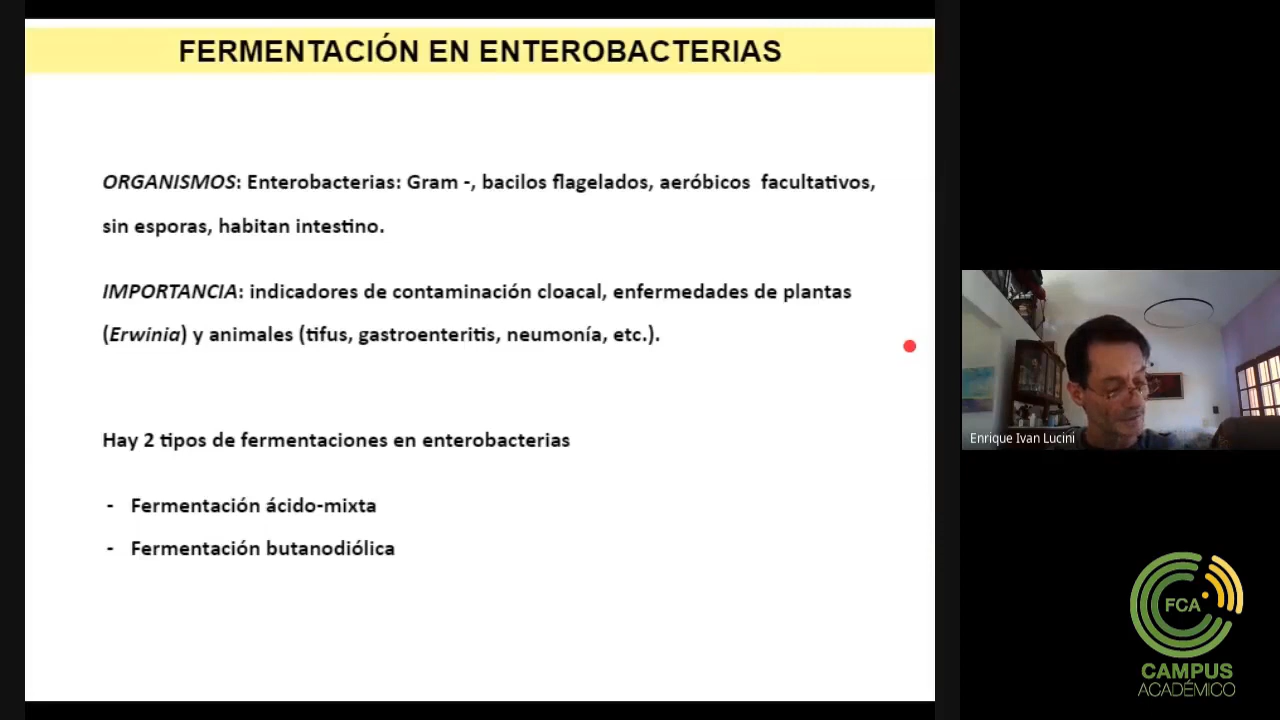 FERMENTACIÓN EN ENTEROBACTERIAS
ORGANISMOS: Enterobacterias: Gram -, bacilos flagelados, aeróbicos facultativos,
sin esporas, habitan intestino.
IMPORTANCIA: indicadores de contaminación cloacal, enfermedades de plantas
(Erwinia) y animales (tifus, gastroenteritis, neumonía, etc.).
Hay 2 tipos de fermentaciones en enterobacterias
- Fermentación ácido-mixta
- Fermentación butanodiólica
Enrique Ivan Lucini
FCA
CAMPUS
ACADÉMICO